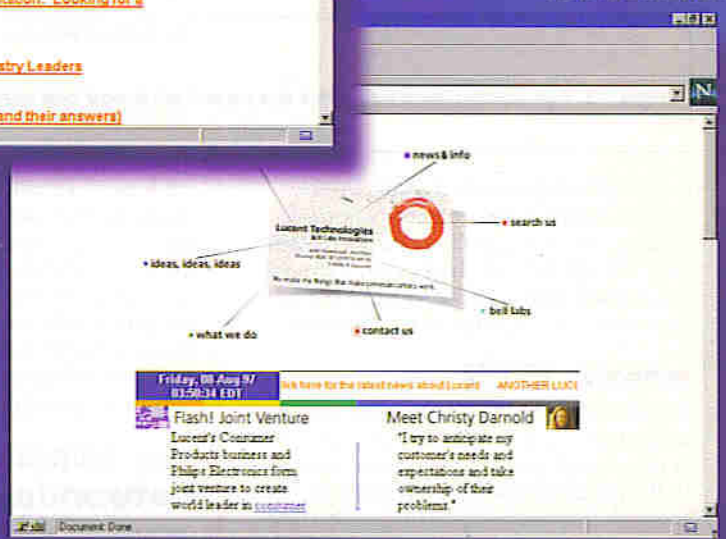 Looking for a
stry Leaders
and their answers)
N
news & info
search us
Lucent Technologies
Bell Labs Innovations
We make the things that make communications work.
ideas, ideas, ideas
bell labs
what we do
contact us
Friday, 08-Aug-97
03:50:34 EDT
lick here for the latest news about Lucent ANOTHER LUCE
Flash! Joint Venture
Lucent's Consumer
Products business and
Philips Electronics form
joint venture to create
world leader in consumer
Meet Christy Darnold
"I try to anticipate my
customer's needs and
expectations and take
ownership of their
problems."
Document: Done